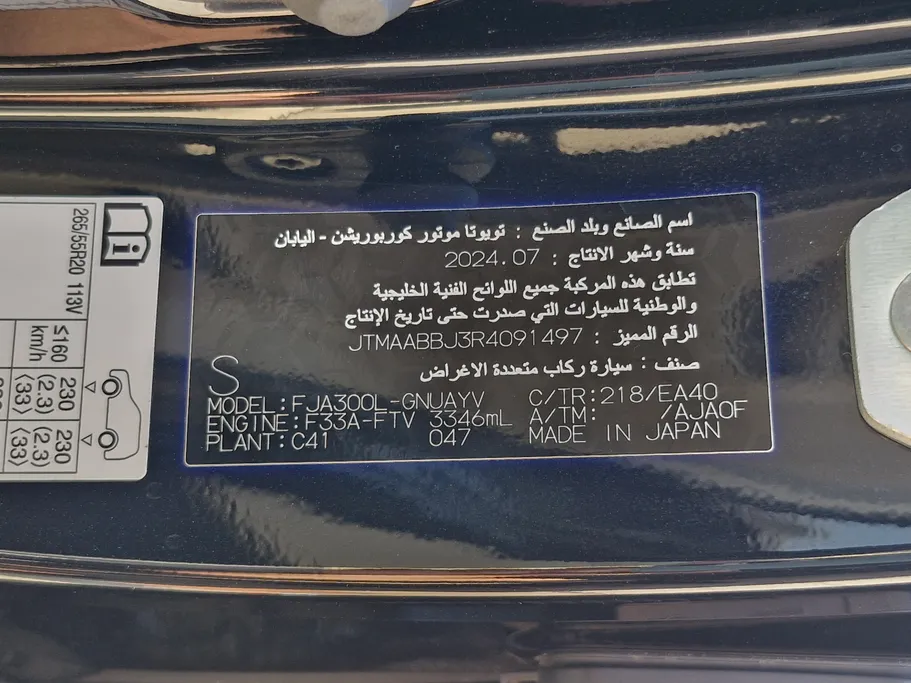 اسم الصانع وبلد الصنع : تويوتا موتور كوربوريشن - اليابان
سنة وشهر الانتاج : 2024.07
تطابق هذه المركبة جميع اللوائح الفنية الخليجية
والوطنية للسيارات التي صدرت حتى تاريخ الإنتاج
الرقم المميز : JTMAABBJ3R4091497
صنف : سيارة ركاب متعددة الاغراض
S
MODEL:FJA300L-GNUAYV C/TR:218/EA40
ENGINE:F33A-FTV 3346mL A/TM: /AJA0F
PLANT:C41 047 MADE IN JAPAN
265/55R20 113V
≤160 km/h
230 (2.3) ⟨33⟩
230 (2.3) ⟨33⟩